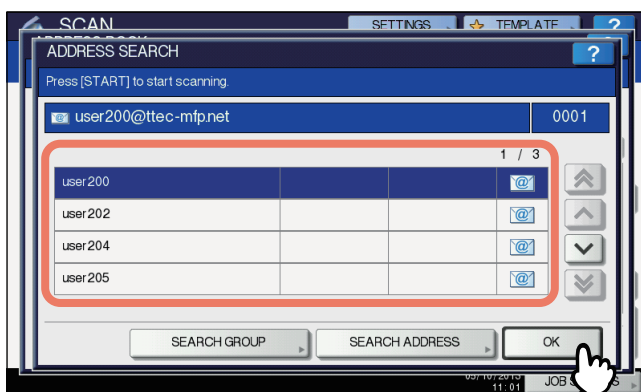 SCAN
SETTINGS
TEMPLATE
?
ADDRESS SEARCH
?
Press [START] to start scanning.
user200@ttec-mfp.net
0001
1 / 3
user200
user202
user204
user205
SEARCH GROUP
SEARCH ADDRESS
OK
11:01
JOB